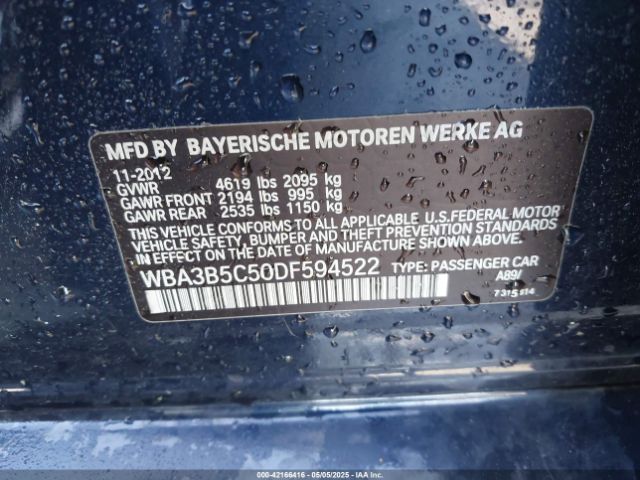 MFD BY BAYERISCHE MOTOREN WERKE AG
11-2012
GVWR 4619 lbs 2095 kg
GAWR FRONT 2194 lbs 995 kg
GAWR REAR 2535 lbs 1150 kg
THIS VEHICLE CONFORMS TO ALL APPLICABLE U.S.FEDERAL MOTOR
VEHICLE SAFETY, BUMPER AND THEFT PREVENTION STANDARDS
IN EFFECT ON THE DATE OF MANUFACTURE SHOWN ABOVE.
WBA3B5C50DF594522 TYPE: PASSENGER CAR
A89/
000-42166416 - 05/05/2025 - IAAI Inc. Copyright